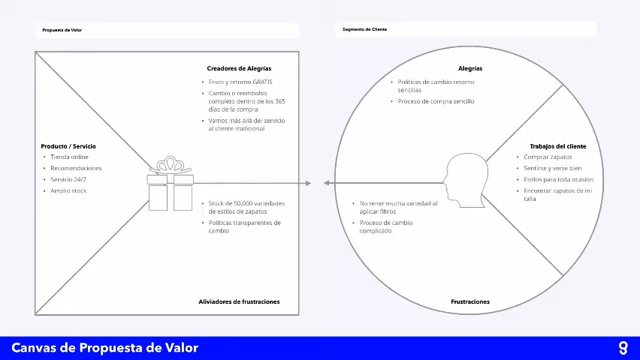 Propuesta de Valor
Segmento de Cliente
Creadores de Alegrías
• Envio y retorno GRATIS
• Cambio o reembolso
completo dentro de los 365
días de la compra
• Vamos más allá del servicio
al cliente tradicional
Producto / Servicio
• Tienda online
• Recomendaciones
• Servicio 24/7
• Amplio stock
• Stock de 50,000 variedades
de estilos de zapatos
• Políticas transparentes de
cambio
Aliviadores de frustraciones
Alegrías
• Políticas de cambio retorno
sencillas
• Proceso de compra sencillo
Trabajos del cliente
• Comprar zapatos
• Sentirse y verse bien
• Estilos para toda ocasión
• Encontrar zapatos de mi
talla
• No tener mucha variedad al
aplicar filtros
• Proceso de cambio
complicado
Frustraciones
Canvas de Propuesta de Valor